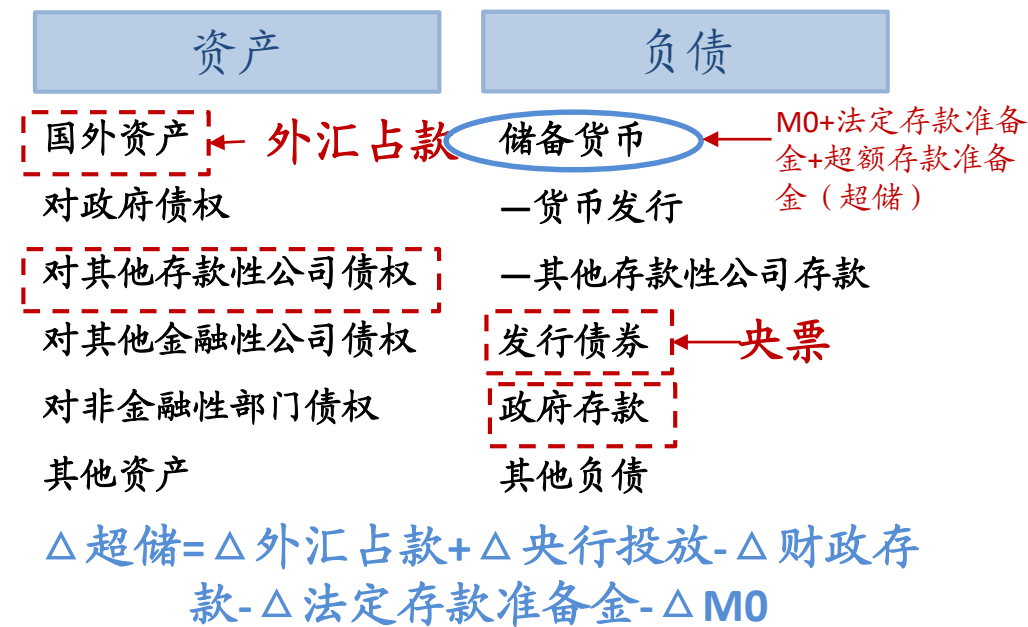 资产
负债
国外资产
外汇占款
储备货币
M0+法定存款准备
金+超额存款准备
金（超储）
对政府债权
—货币发行
对其他存款性公司债权
—其他存款性公司存款
对其他金融性公司债权
发行债券
央票
对非金融性部门债权
政府存款
其他资产
其他负债
△超储=△外汇占款+△央行投放-△财政存
款-△法定存款准备金-△M0